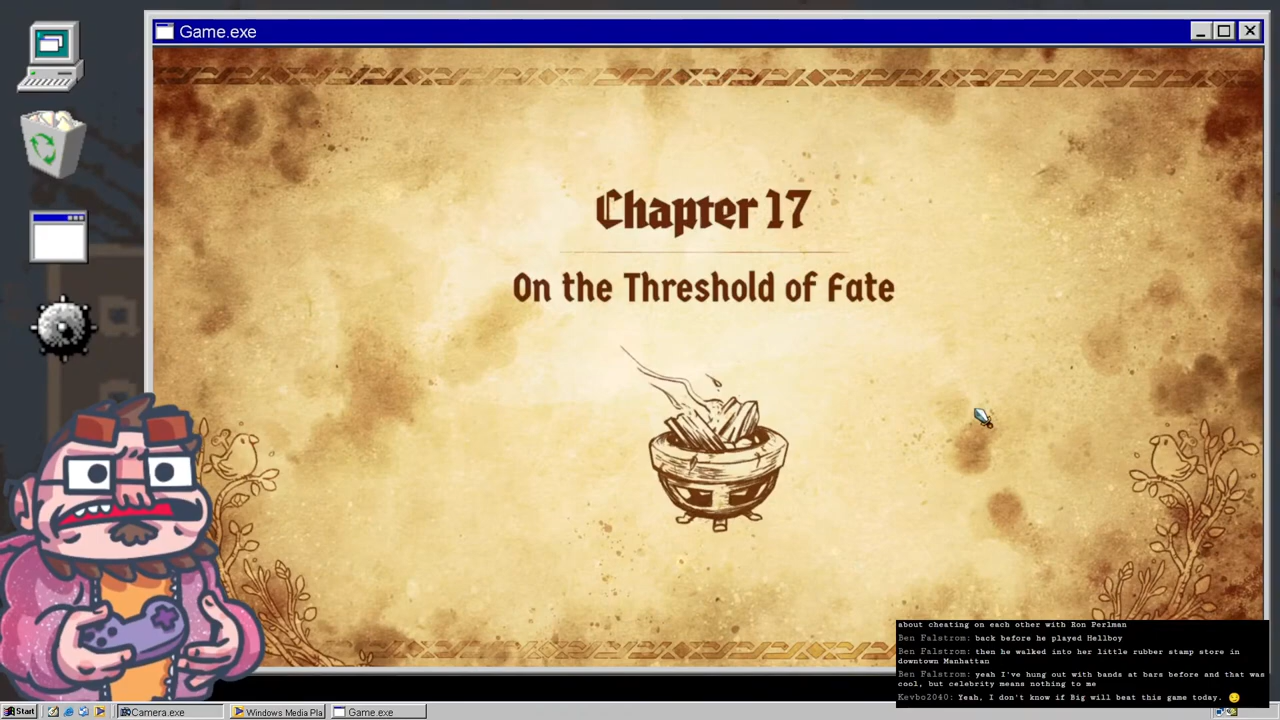 Game.exe
Chapter 17
On the Threshold of Fate
about cheating on each other with Ron Perlman
Ben Falstrom: back before he played Hellboy
Ben Falstrom: then he walked into her little rubber stamp store in
downtown Manhattan
Ben Falstrom: yeah I've hung out with bands at bars before and that was
cool, but celebrity means nothing to me
Kevbo2040: Yeah, I don't know if Big will beat this game today.
Start
Camera.exe
Windows Media Pla
Game.exe